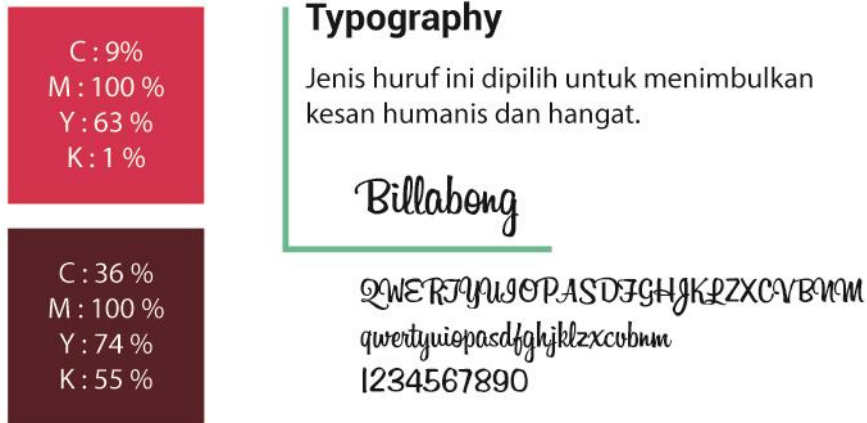 C : 9%
M : 100 %
Y : 63 %
K : 1 %
C : 36 %
M : 100 %
Y : 74 %
K : 55 %
Typography
Jenis huruf ini dipilih untuk menimbulkan
kesan humanis dan hangat.
Billabong
QWERTYUIOPASDFGHJKLZXCVBNM
qwertyuiopasdfghjklzxcvbnm
1234567890